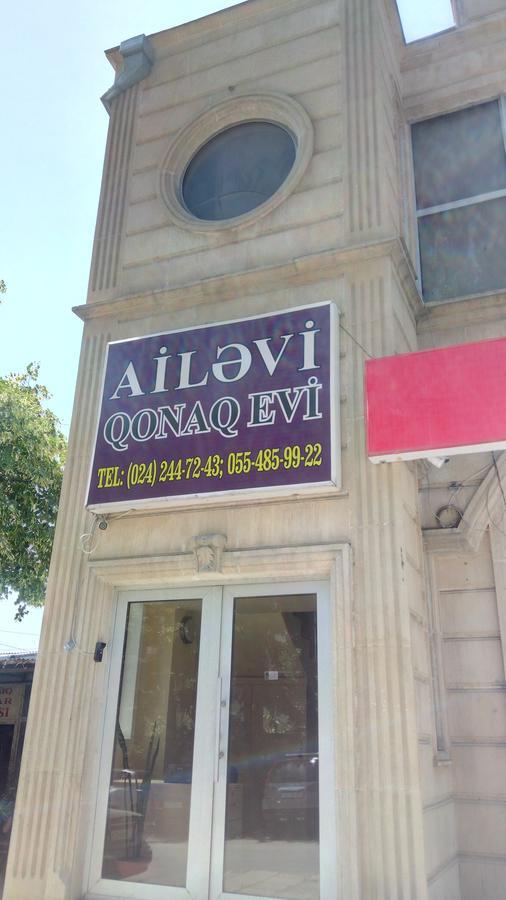 AİLƏVİ
QONAQ EVİ
TEL: (024) 244-72-43; 055-485-99-22